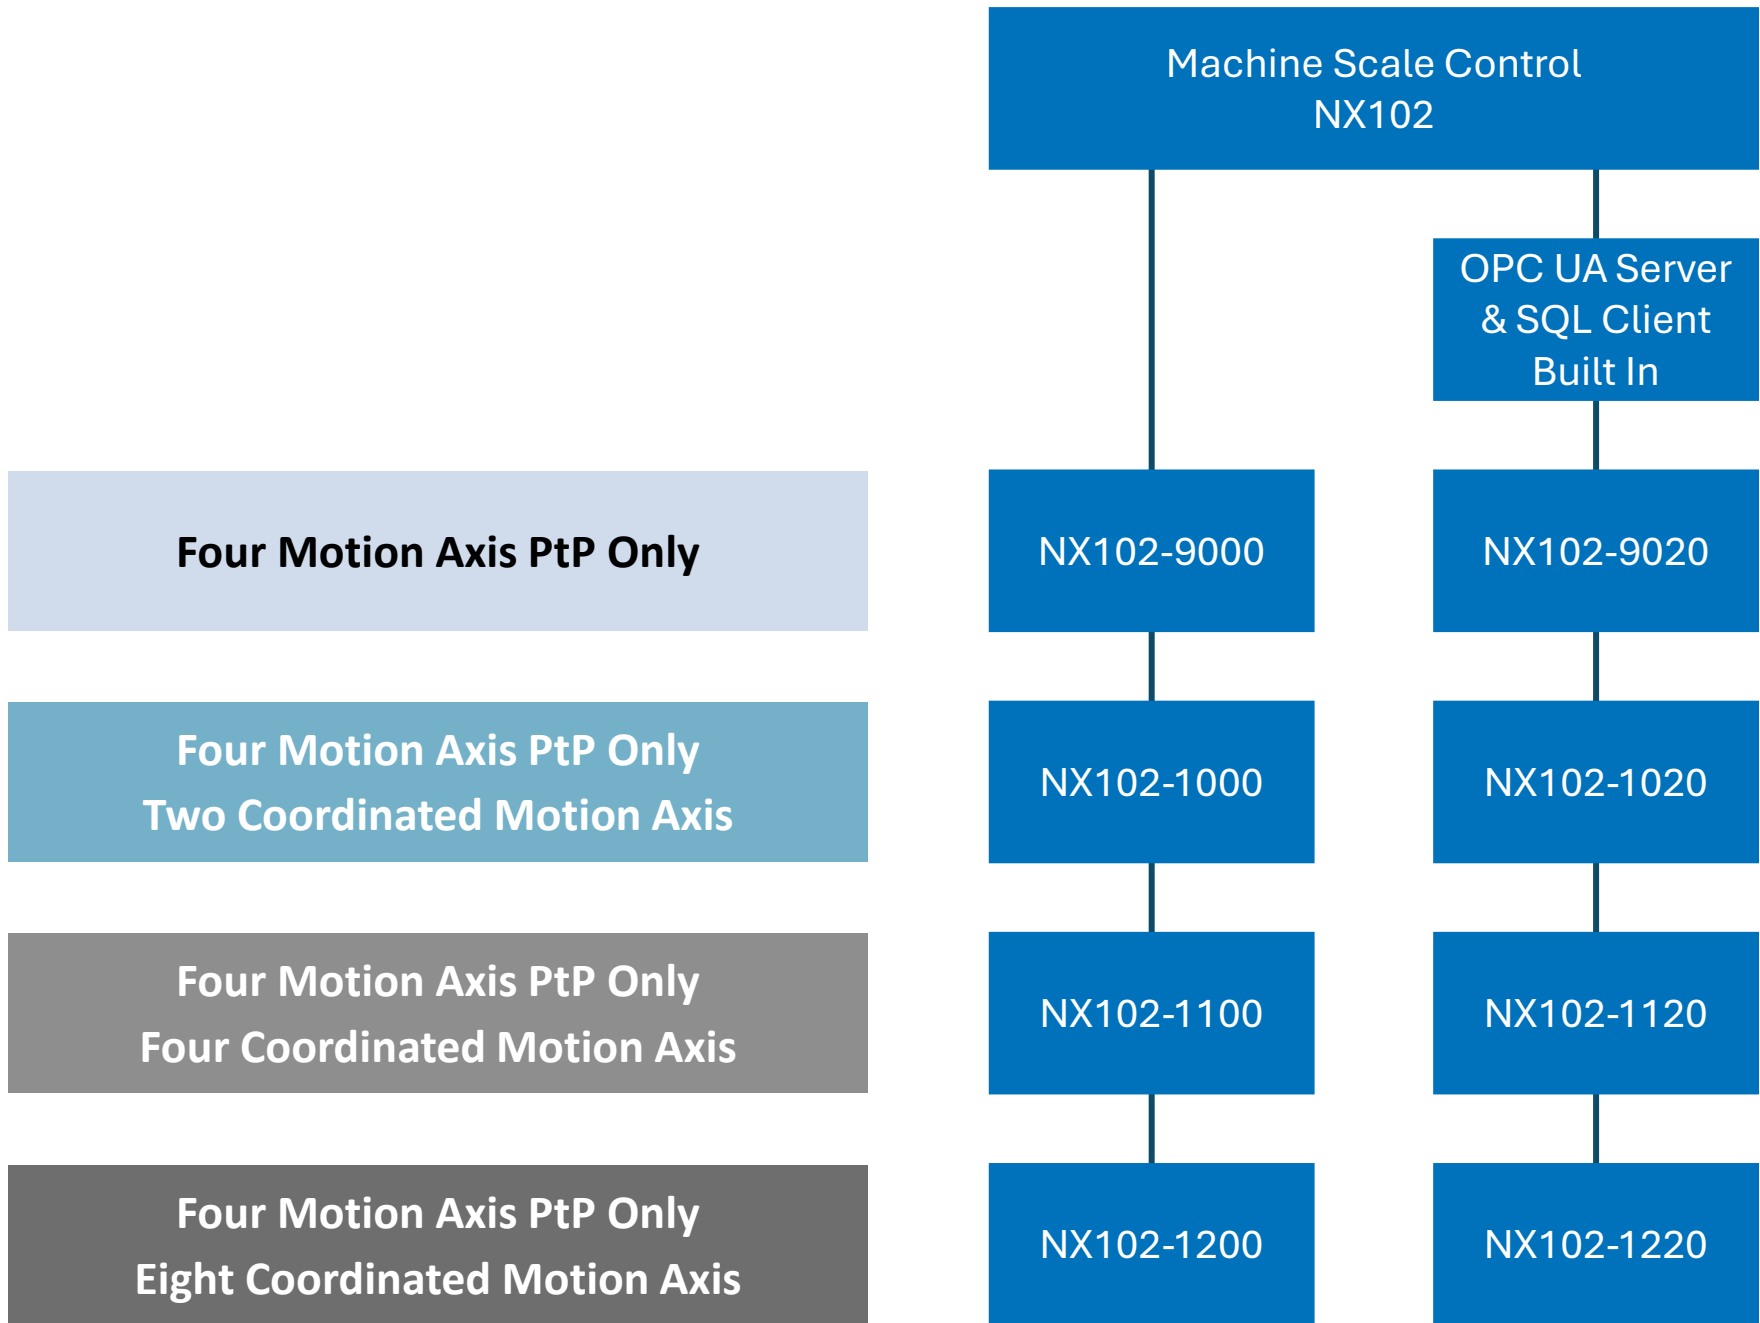 Machine Scale Control
NX102
OPC UA Server
& SQL Client
Built In
Four Motion Axis PtP Only
NX102-9000
NX102-9020
Four Motion Axis PtP Only
Two Coordinated Motion Axis
NX102-1000
NX102-1020
Four Motion Axis PtP Only
Four Coordinated Motion Axis
NX102-1100
NX102-1120
Four Motion Axis PtP Only
Eight Coordinated Motion Axis
NX102-1200
NX102-1220